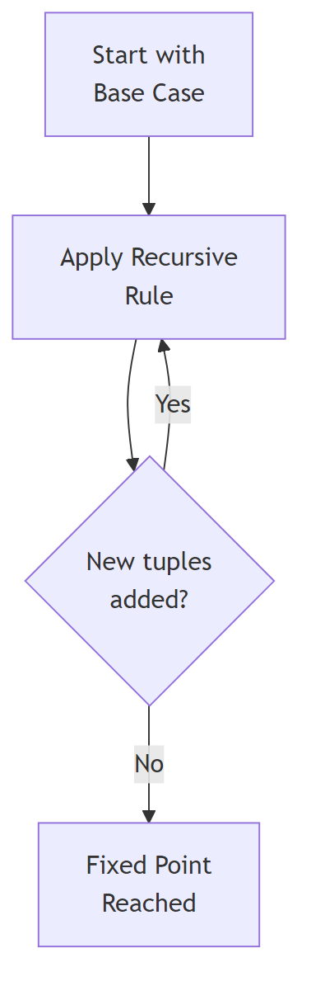 Start with
Base Case
Apply Recursive
Rule
Yes
New tuples
added?
No
Fixed Point
Reached